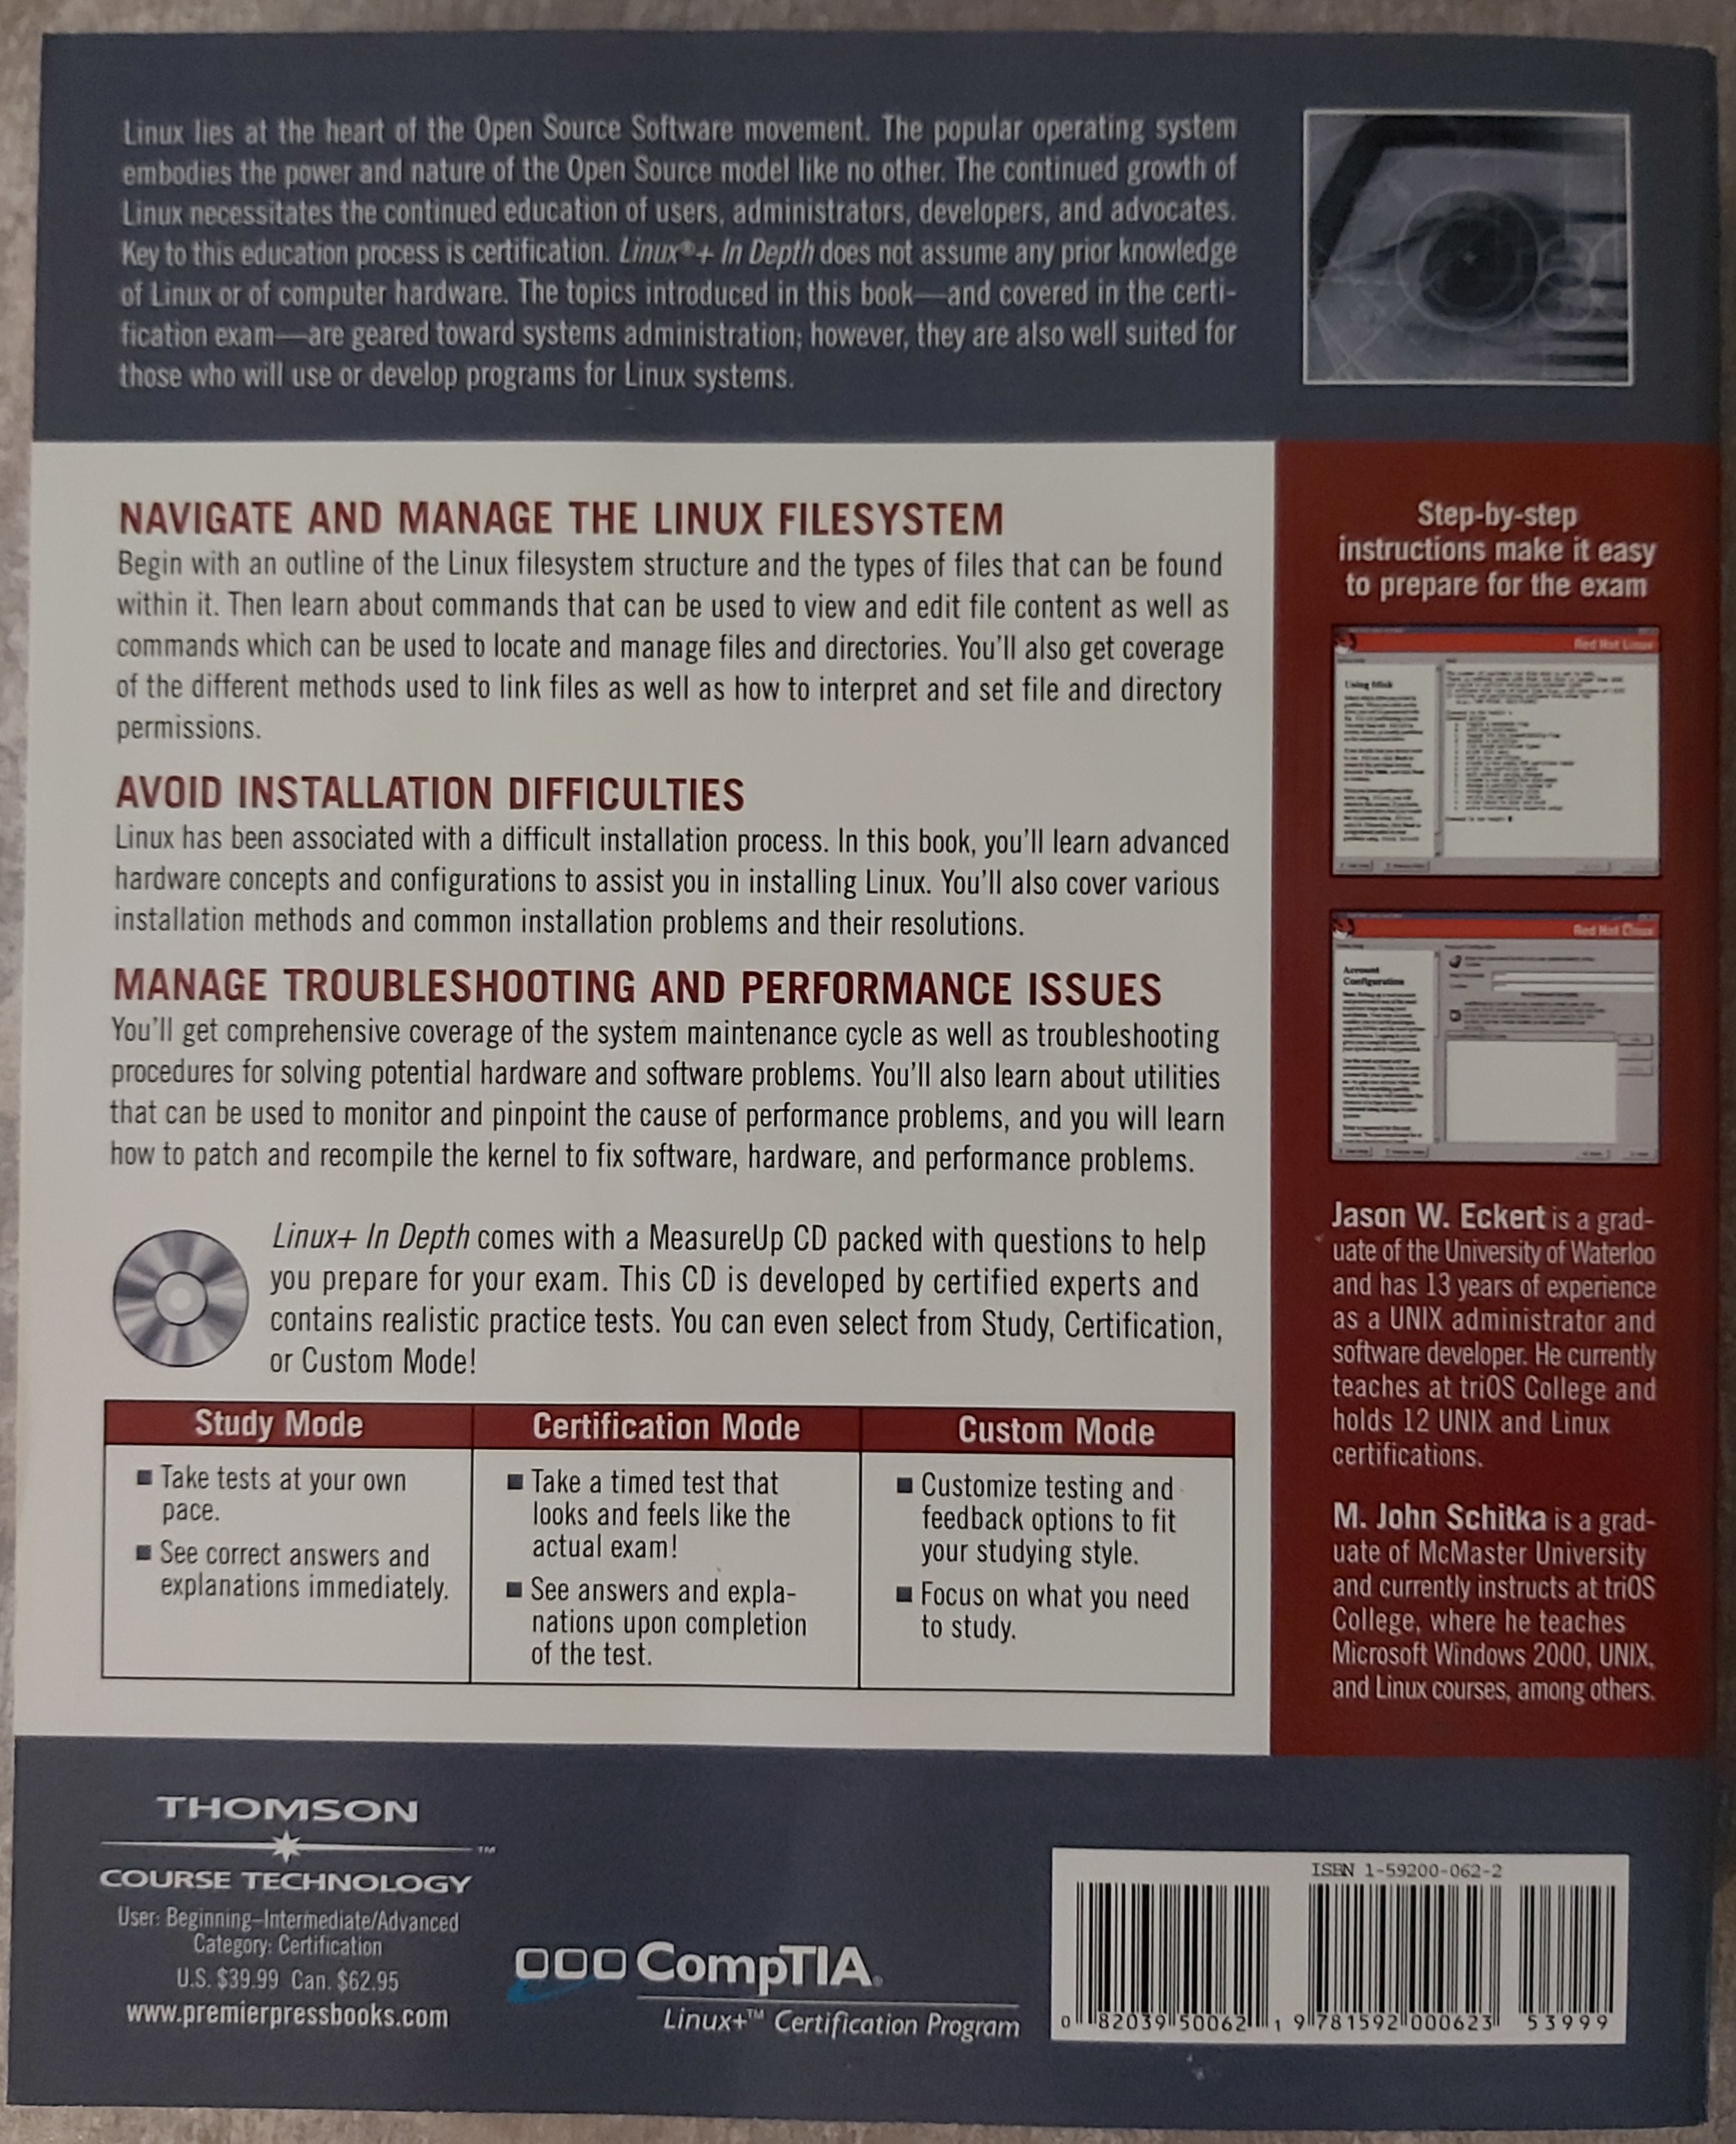 Linux lies at the heart of the Open Source Software movement. The popular operating system
embodies the power and nature of the Open Source model like no other. The continued growth of
Linux necessitates the continued education of users, administrators, developers, and advocates.
Key to this education process is certification. Linux®+ In Depth does not assume any prior knowledge
of Linux or of computer hardware. The topics introduced in this book—and covered in the certi-
fication exam—are geared toward systems administration; however, they are also well suited for
those who will use or develop programs for Linux systems.
NAVIGATE AND MANAGE THE LINUX FILESYSTEM
Begin with an outline of the Linux filesystem structure and the types of files that can be found
within it. Then learn about commands that can be used to view and edit file content as well as
commands which can be used to locate and manage files and directories. You'll also get coverage
of the different methods used to link files as well as how to interpret and set file and directory
permissions.
AVOID INSTALLATION DIFFICULTIES
Linux has been associated with a difficult installation process. In this book, you'll learn advanced
hardware concepts and configurations to assist you in installing Linux. You'll also cover various
installation methods and common installation problems and their resolutions.
MANAGE TROUBLESHOOTING AND PERFORMANCE ISSUES
You'll get comprehensive coverage of the system maintenance cycle as well as troubleshooting
procedures for solving potential hardware and software problems. You'll also learn about utilities
that can be used to monitor and pinpoint the cause of performance problems, and you will learn
how to patch and recompile the kernel to fix software, hardware, and performance problems.
Linux+ In Depth comes with a MeasureUp CD packed with questions to help
you prepare for your exam. This CD is developed by certified experts and
contains realistic practice tests. You can even select from Study, Certification,
or Custom Mode!
Study Mode
■ Take tests at your own
pace.
■ See correct answers and
explanations immediately.
Certification Mode
■ Take a timed test that
looks and feels like the
actual exam!
■ See answers and expla-
nations upon completion
of the test.
Custom Mode
■ Customize testing and
feedback options to fit
your studying style.
■ Focus on what you need
to study.
Step-by-step
instructions make it easy
to prepare for the exam
Red Hat Linux
Using fdisk
Red Hat Linux
Account
Configuration
Jason W. Eckert is a grad-
uate of the University of Waterloo
and has 13 years of experience
as a UNIX administrator and
software developer. He currently
teaches at triOS College and
holds 12 UNIX and Linux
certifications.
M. John Schitka is a grad-
uate of McMaster University
and currently instructs at triOS
College, where he teaches
Microsoft Windows 2000, UNIX,
and Linux courses, among others.
THOMSON
™
COURSE TECHNOLOGY
User: Beginning–Intermediate/Advanced
Category: Certification
U.S. $39.99 Can. $62.95
www.premierpressbooks.com
CompTIA®
Linux+™ Certification Program
ISBN 1-59200-062-2
0 82039 50062 1
9 781592 000623
53999